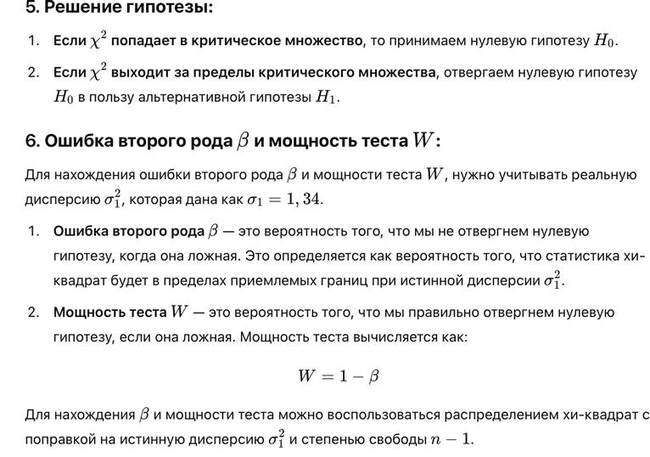 5. Решение гипотезы:
1. Если χ² попадает в критическое множество, то принимаем нулевую гипотезу H₀.
2. Если χ² выходит за пределы критического множества, отвергаем нулевую гипотезу
H₀ в пользу альтернативной гипотезы H₁.
6. Ошибка второго рода β и мощность теста W:
Для нахождения ошибки второго рода β и мощности теста W, нужно учитывать реальную
дисперсию σ₁², которая дана как σ₁ = 1, 34.
1. Ошибка второго рода β — это вероятность того, что мы не отвергнем нулевую
гипотезу, когда она ложная. Это определяется как вероятность того, что статистика хи-
квадрат будет в пределах приемлемых границ при истинной дисперсии σ₁².
2. Мощность теста W — это вероятность того, что мы правильно отвергнем нулевую
гипотезу, если она ложная. Мощность теста вычисляется как:
W = 1 − β
Для нахождения β и мощности теста можно воспользоваться распределением хи-квадрат с
поправкой на истинную дисперсию σ₁² и степенью свободы n − 1.